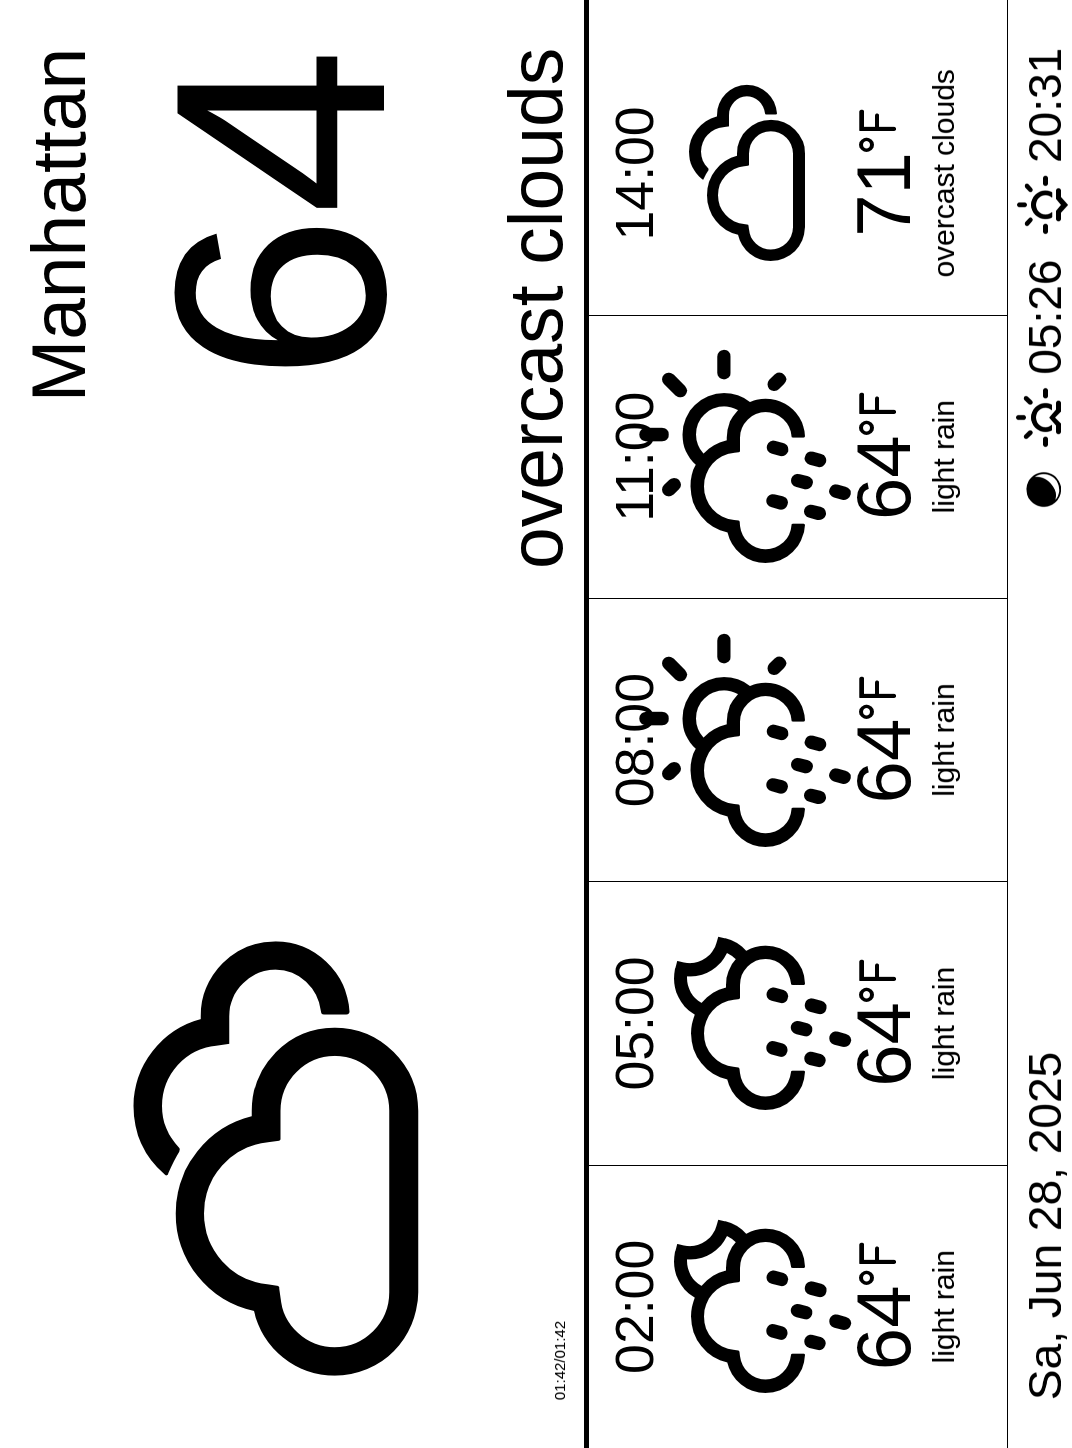 Manhattan
64
overcast clouds
01:42/01:42
02:00
64°F
light rain
05:00
64°F
light rain
08:00
64°F
light rain
11:00
64°F
light rain
14:00
71°F
overcast clouds
Sa, Jun 28, 2025
05:26
20:31